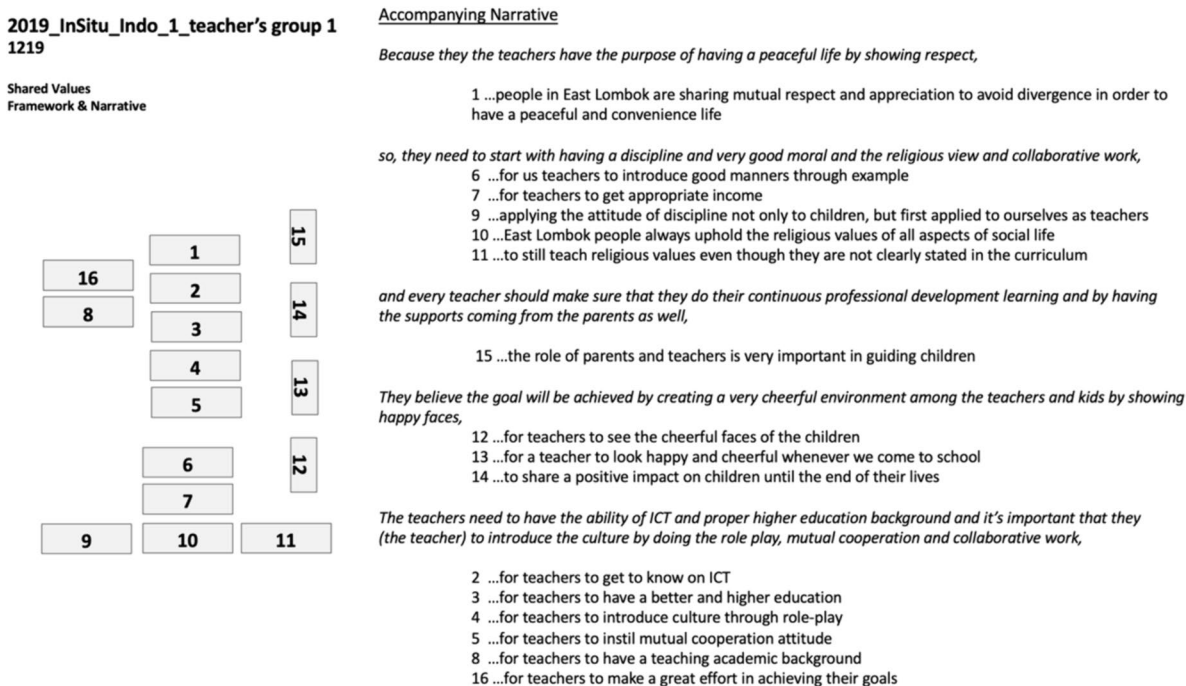 2019_InSitu_Indo_1_teacher's group 1
1219
Shared Values
Framework & Narrative
15
1
16
2
14
8
3
4
13
5
6
12
7
9
10
11
Accompanying Narrative
Because they the teachers have the purpose of having a peaceful life by showing respect,
1 ...people in East Lombok are sharing mutual respect and appreciation to avoid divergence in order to
have a peaceful and convenience life
so, they need to start with having a discipline and very good moral and the religious view and collaborative work,
6 ...for us teachers to introduce good manners through example
7 ...for teachers to get appropriate income
9 ...applying the attitude of discipline not only to children, but first applied to ourselves as teachers
10 ...East Lombok people always uphold the religious values of all aspects of social life
11 ...to still teach religious values even though they are not clearly stated in the curriculum
and every teacher should make sure that they do their continuous professional development learning and by having
the supports coming from the parents as well,
15 ...the role of parents and teachers is very important in guiding children
They believe the goal will be achieved by creating a very cheerful environment among the teachers and kids by showing
happy faces,
12 ...for teachers to see the cheerful faces of the children
13 ...for a teacher to look happy and cheerful whenever we come to school
14 ...to share a positive impact on children until the end of their lives
The teachers need to have the ability of ICT and proper higher education background and it's important that they
(the teacher) to introduce the culture by doing the role play, mutual cooperation and collaborative work,
2 ...for teachers to get to know on ICT
3 ...for teachers to have a better and higher education
4 ...for teachers to introduce culture through role-play
5 ...for teachers to instil mutual cooperation attitude
8 ...for teachers to have a teaching academic background
16 ...for teachers to make a great effort in achieving their goals